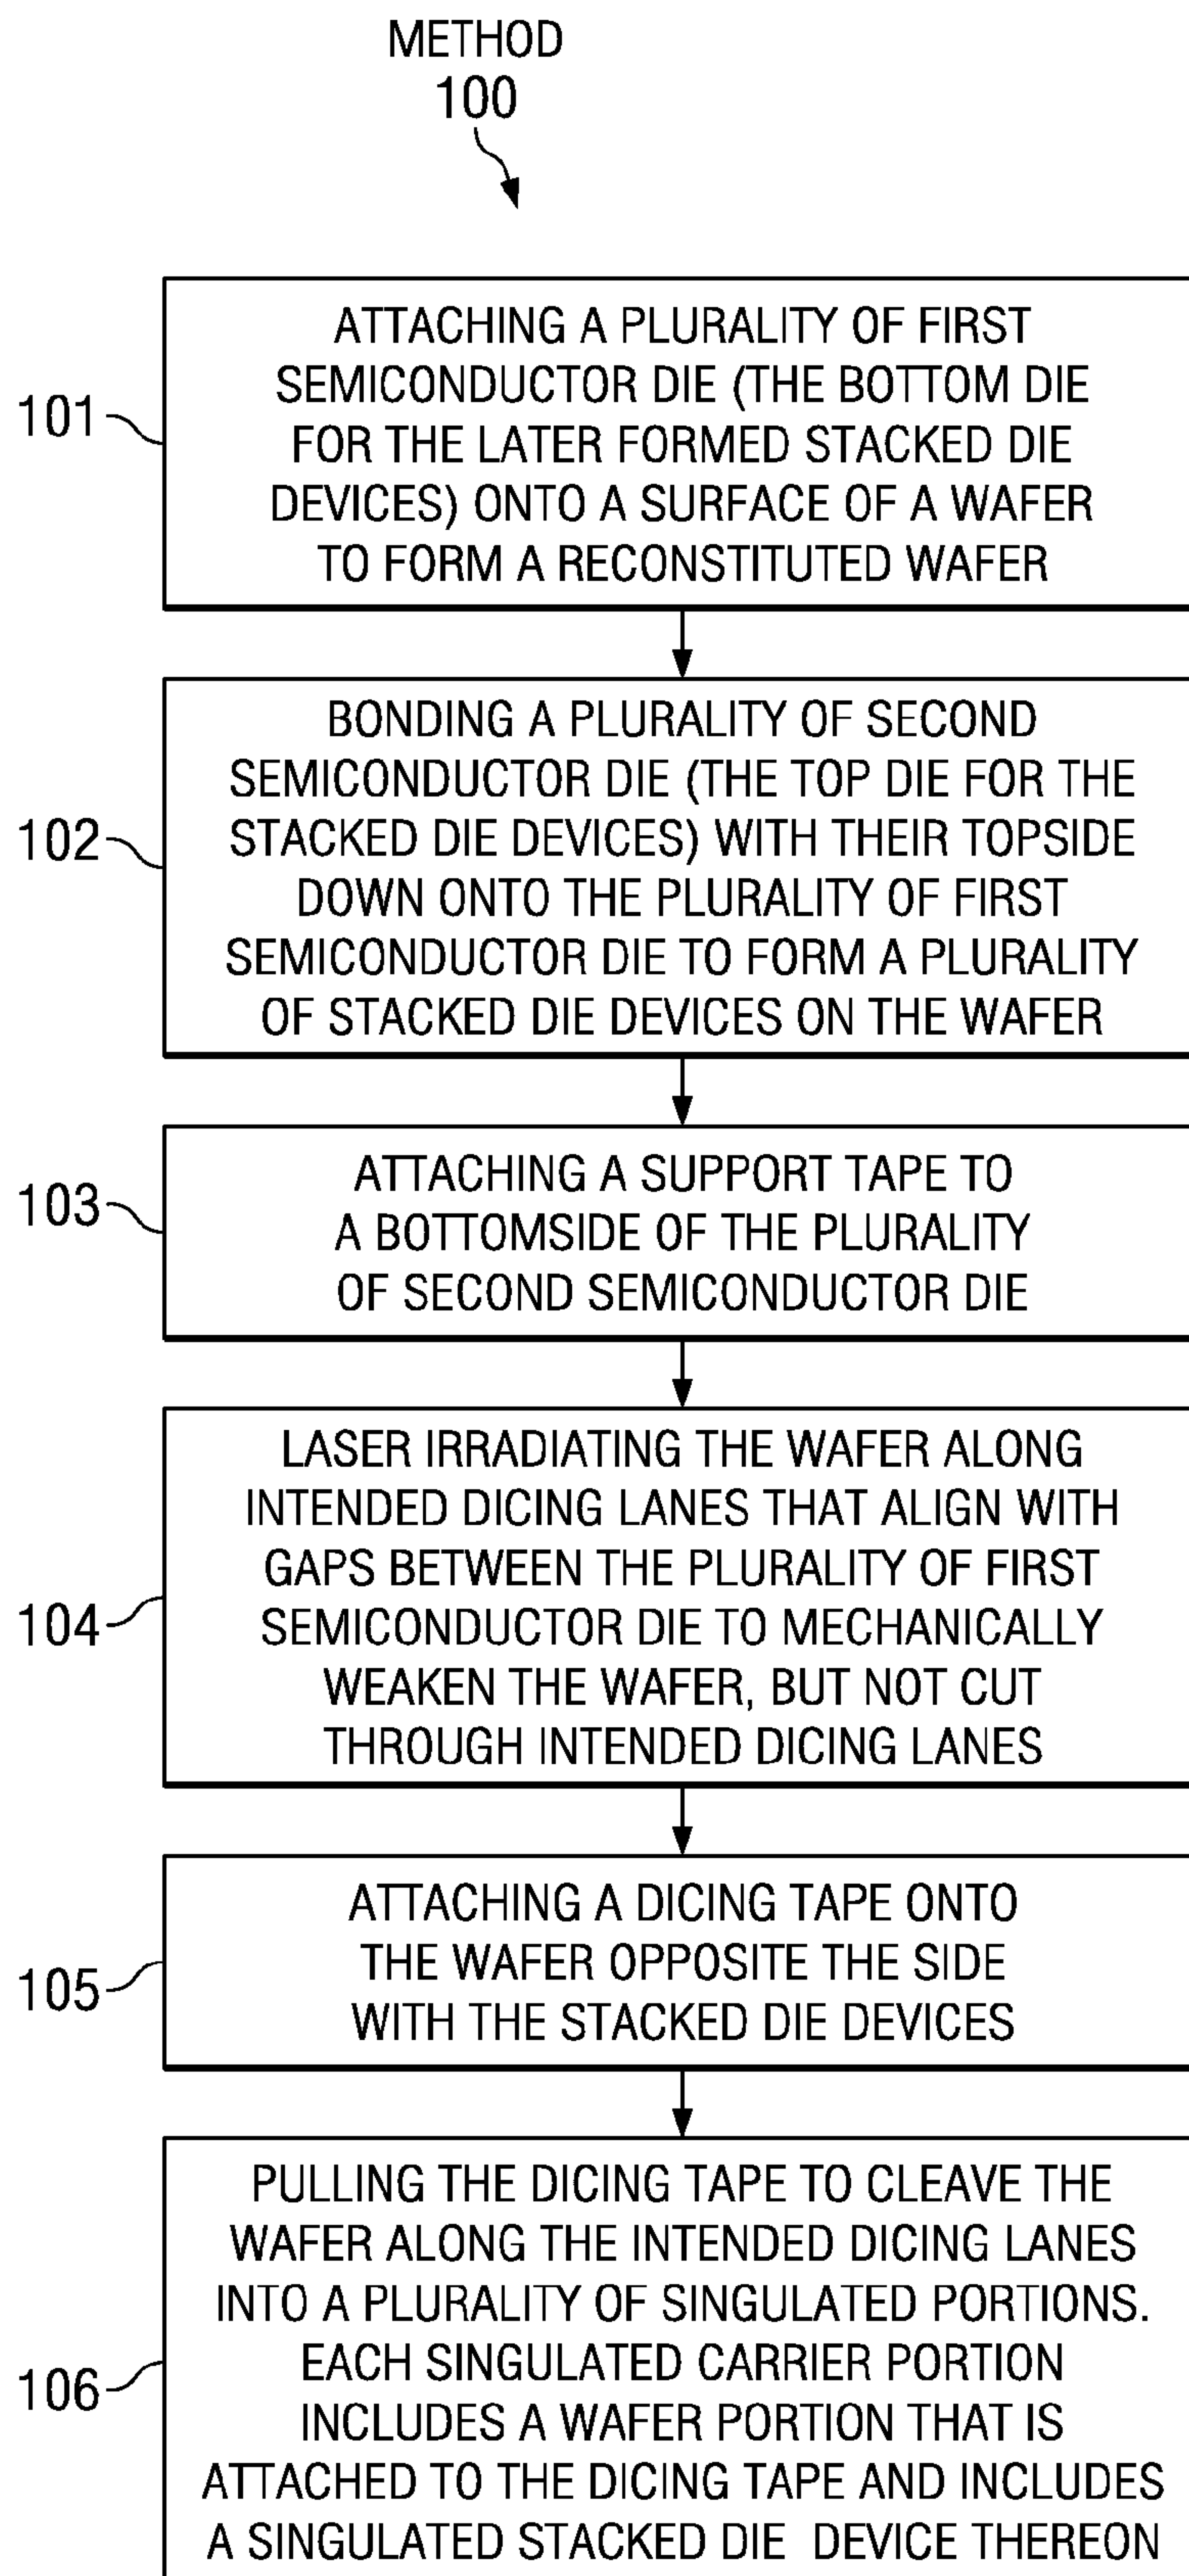 METHOD
100
101
ATTACHING A PLURALITY OF FIRST
SEMICONDUCTOR DIE (THE BOTTOM DIE
FOR THE LATER FORMED STACKED DIE
DEVICES) ONTO A SURFACE OF A WAFER
TO FORM A RECONSTITUTED WAFER
102
BONDING A PLURALITY OF SECOND
SEMICONDUCTOR DIE (THE TOP DIE FOR THE
STACKED DIE DEVICES) WITH THEIR TOPSIDE
DOWN ONTO THE PLURALITY OF FIRST
SEMICONDUCTOR DIE TO FORM A PLURALITY
OF STACKED DIE DEVICES ON THE WAFER
103
ATTACHING A SUPPORT TAPE TO
A BOTTOMSIDE OF THE PLURALITY
OF SECOND SEMICONDUCTOR DIE
104
LASER IRRADIATING THE WAFER ALONG
INTENDED DICING LANES THAT ALIGN WITH
GAPS BETWEEN THE PLURALITY OF FIRST
SEMICONDUCTOR DIE TO MECHANICALLY
WEAKEN THE WAFER, BUT NOT CUT
THROUGH INTENDED DICING LANES
105
ATTACHING A DICING TAPE ONTO
THE WAFER OPPOSITE THE SIDE
WITH THE STACKED DIE DEVICES
106
PULLING THE DICING TAPE TO CLEAVE THE
WAFER ALONG THE INTENDED DICING LANES
INTO A PLURALITY OF SINGULATED PORTIONS.
EACH SINGULATED CARRIER PORTION
INCLUDES A WAFER PORTION THAT IS
ATTACHED TO THE DICING TAPE AND INCLUDES
A SINGULATED STACKED DIE DEVICE THEREON